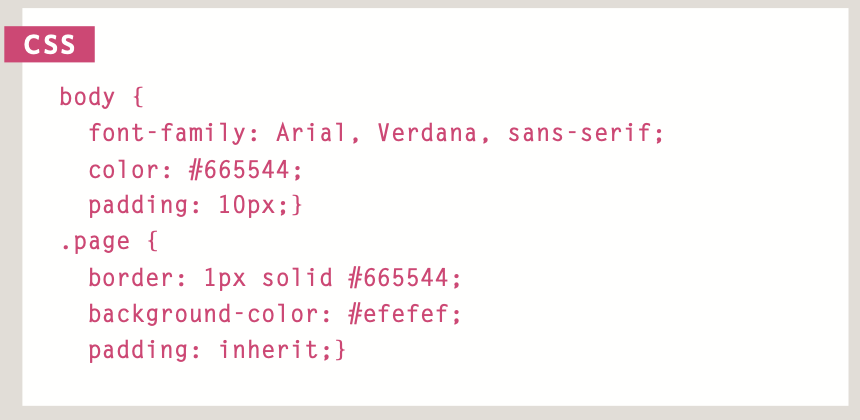 CSS
body {
  font-family: Arial, Verdana, sans-serif;
  color: #665544;
  padding: 10px;}
.page {
  border: 1px solid #665544;
  background-color: #efefef;
  padding: inherit;}